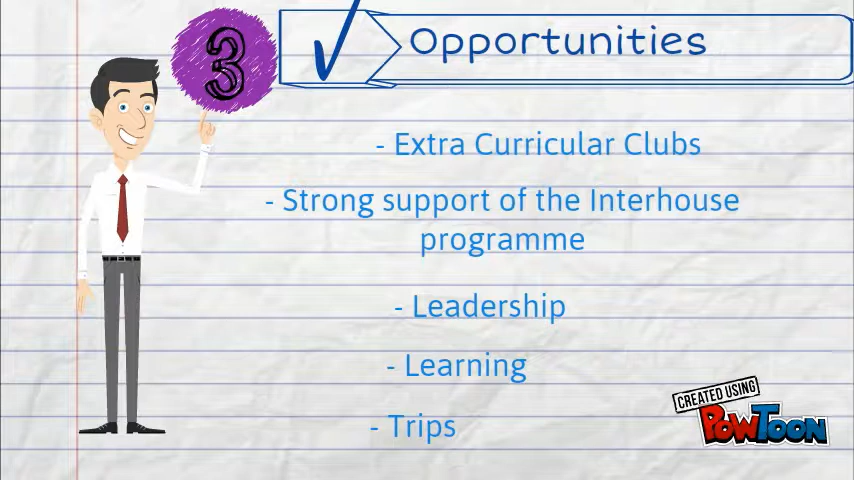 3
Opportunities
- Extra Curricular Clubs
- Strong support of the Interhouse
programme
- Leadership
- Learning
- Trips
CREATED USING
POWTOON